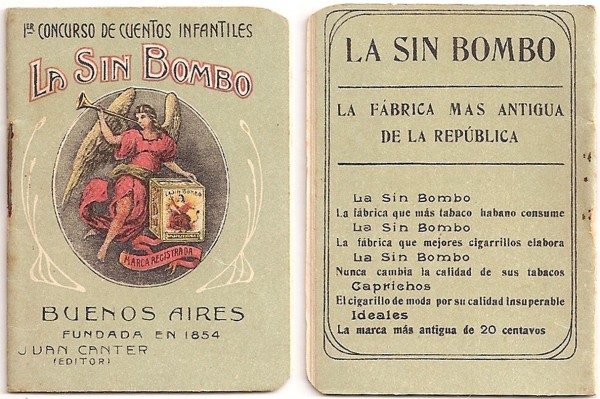 1ER CONCURSO DE CUENTOS INFANTILES
LA SIN BOMBO
LA SIN BOMBO
MARCA REGISTRADA
BUENOS AIRES
FUNDADA EN 1854
JUAN CANTER
(EDITOR)
LA SIN BOMBO
LA FÁBRICA MAS ANTIGUA
DE LA REPÚBLICA
La Sin Bombo
La fábrica que más tabaco habano consume
La Sin Bombo
La fábrica que mejores cigarrillos elabora
La Sin Bombo
Nunca cambia la calidad de sus tabacos
Caprichos
El cigarillo de moda por su calidad insuperable
Ideales
La marca más antigua de 20 centavos